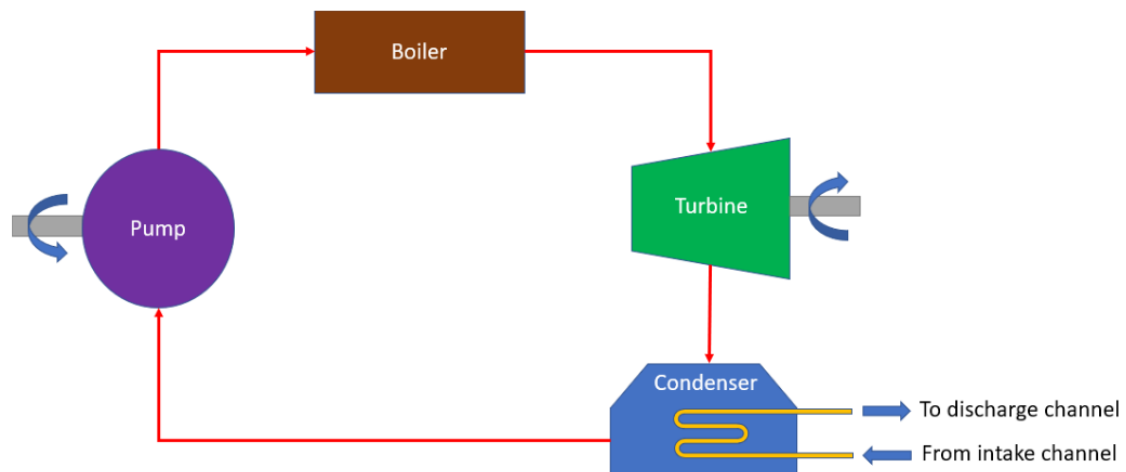 Boiler
Pump
Turbine
Condenser
To discharge channel
From intake channel